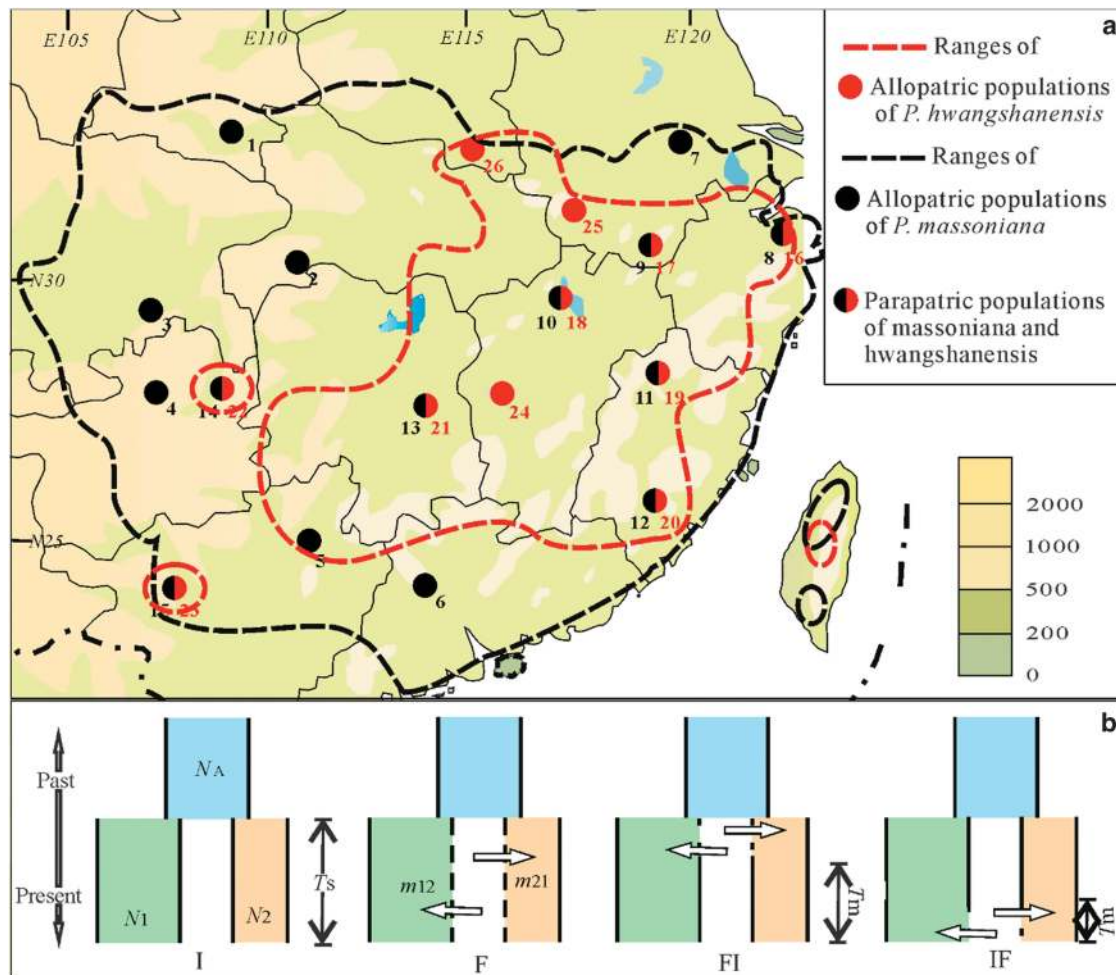 E105
E110
E115
E120
a
N30
N25
1
2
3
4
5
6
7
8 16
9 17
10 18
11 19
12 20
13 21
14 22
15 23
24
25
26
Ranges of
Allopatric populations
of P. hwangshanensis
Ranges of
Allopatric populations
of P. massoniana
Parapatric populations
of massoniana and
hwangshanensis
2000
1000
500
200
0
b
Past
Present
NA
N1
N2
Ts
I
m12
m21
F
Tm
FI
Tm
IF